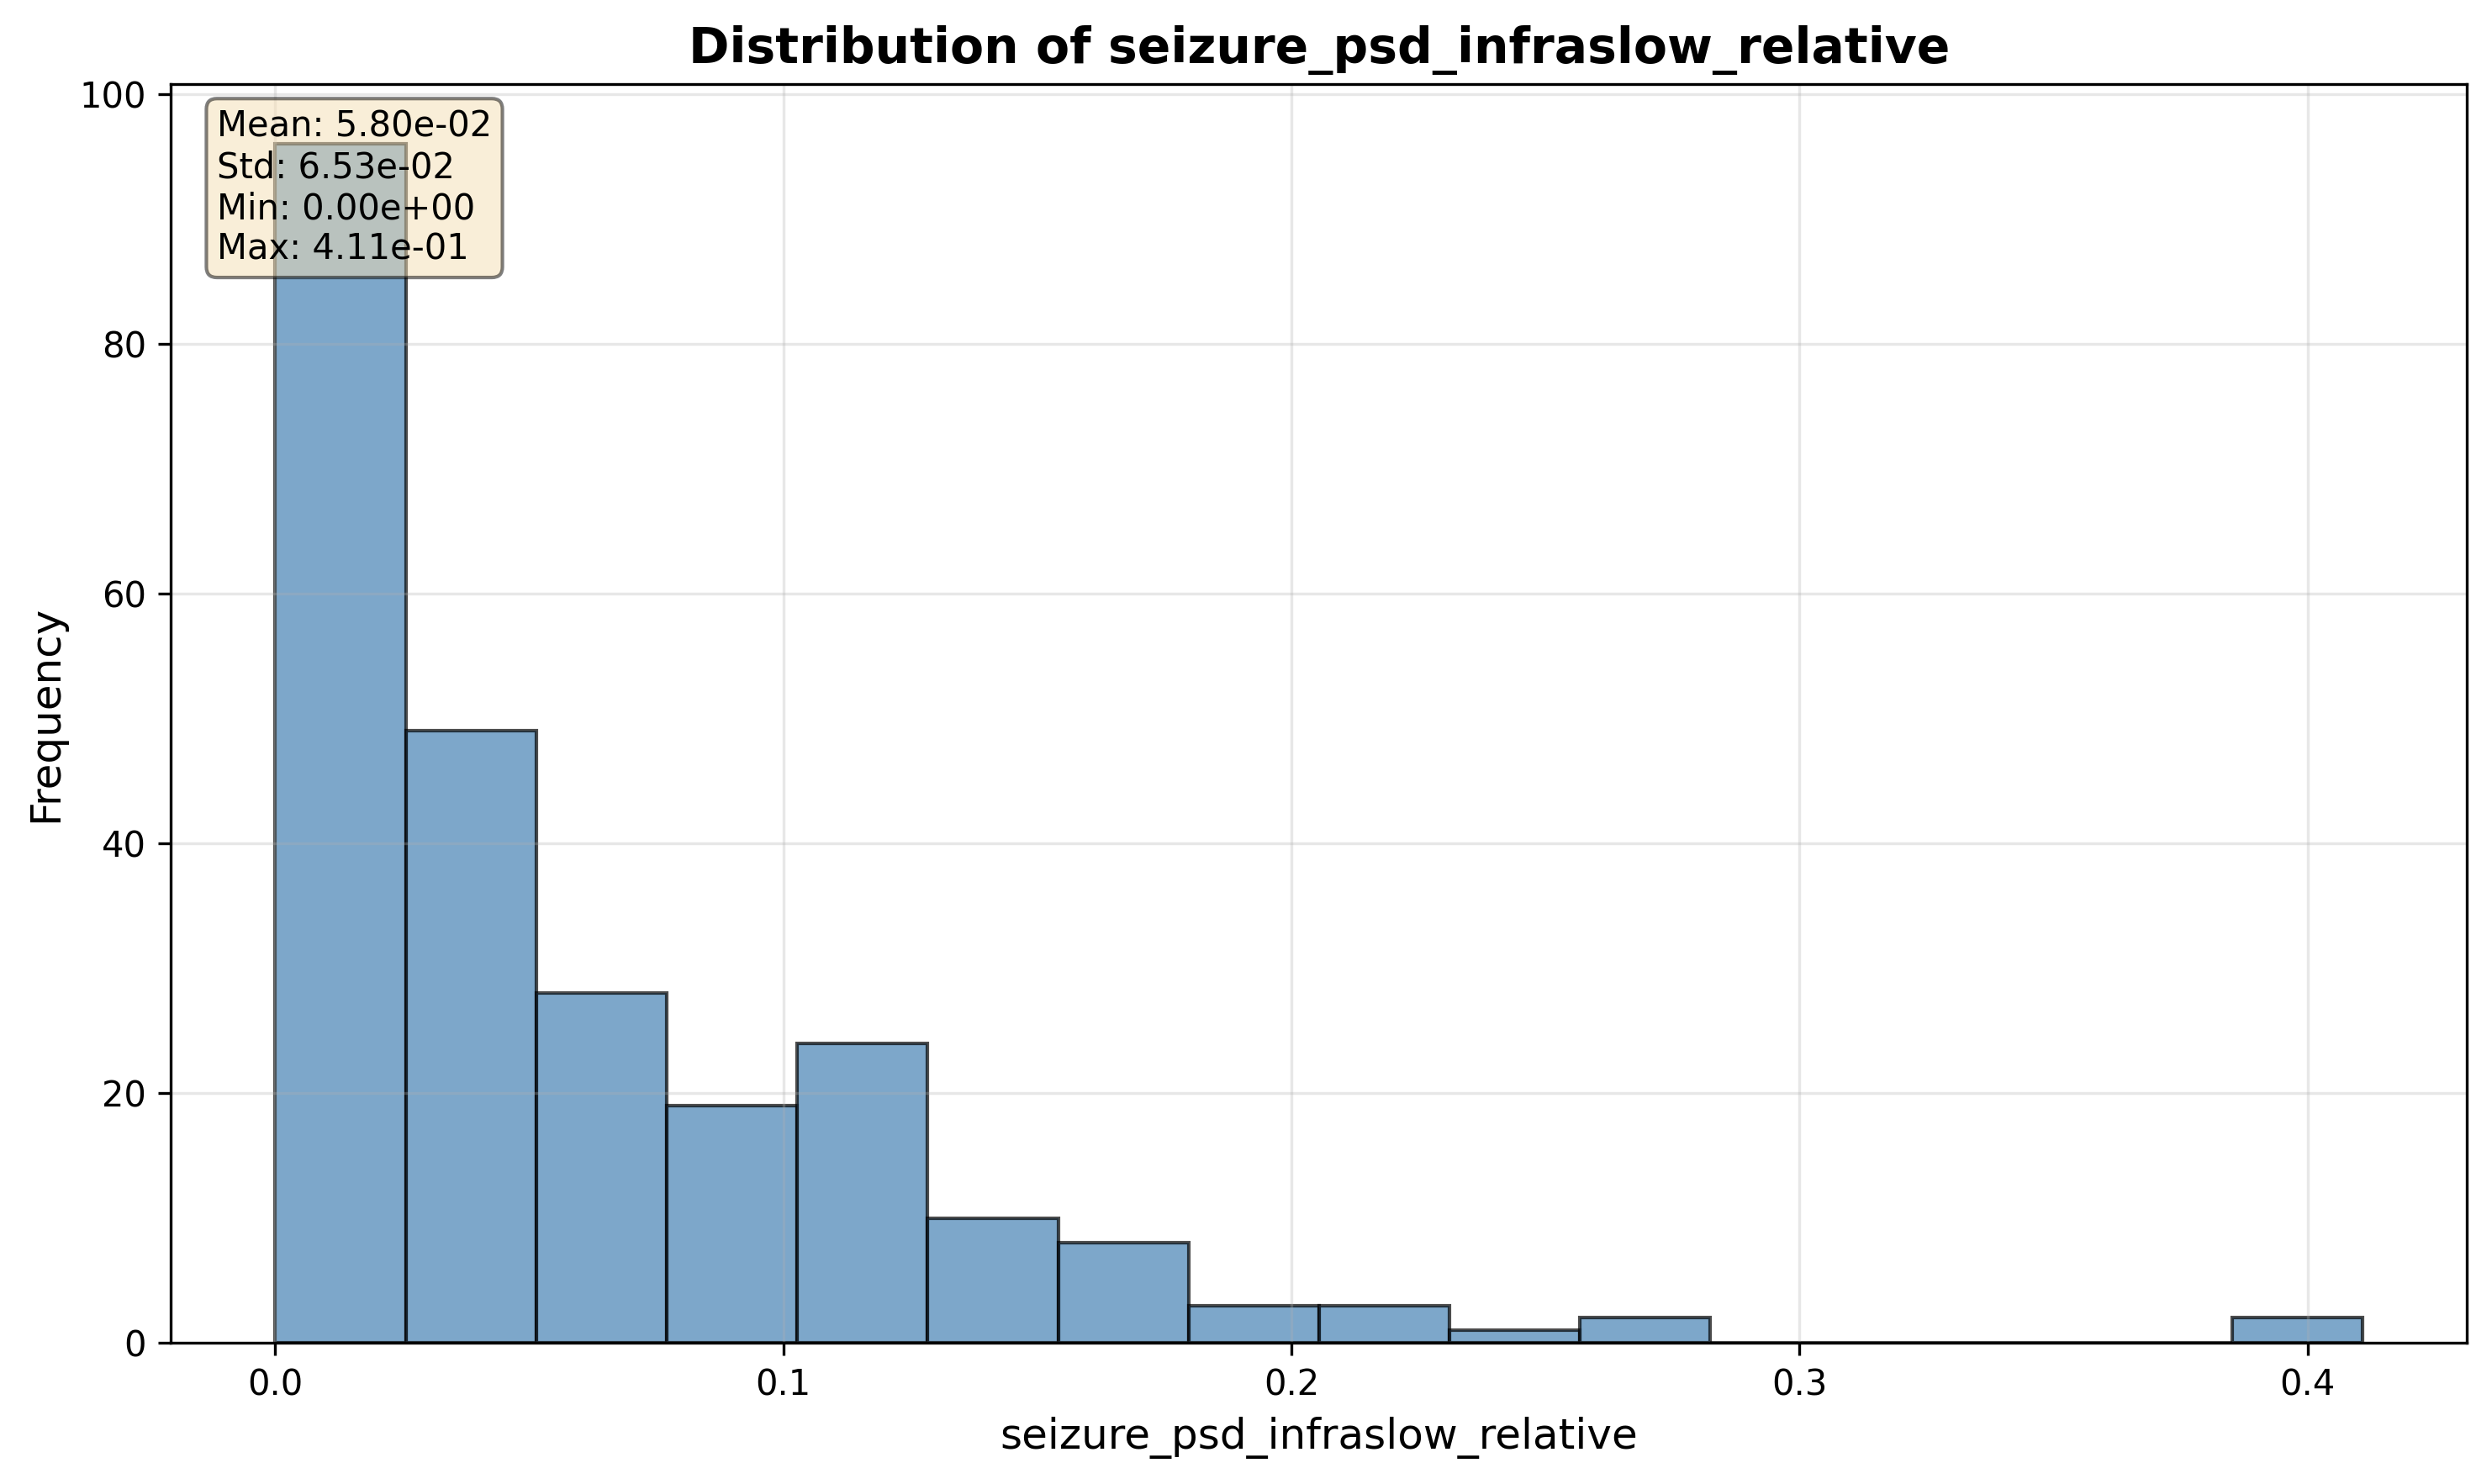 Distribution of seizure_psd_infraslow_relative
Mean: 5.80e-02
Std: 6.53e-02
Min: 0.00e+00
Max: 4.11e-01
Frequency
100
80
60
40
20
0
0.0 0.1 0.2 0.3 0.4
seizure_psd_infraslow_relative